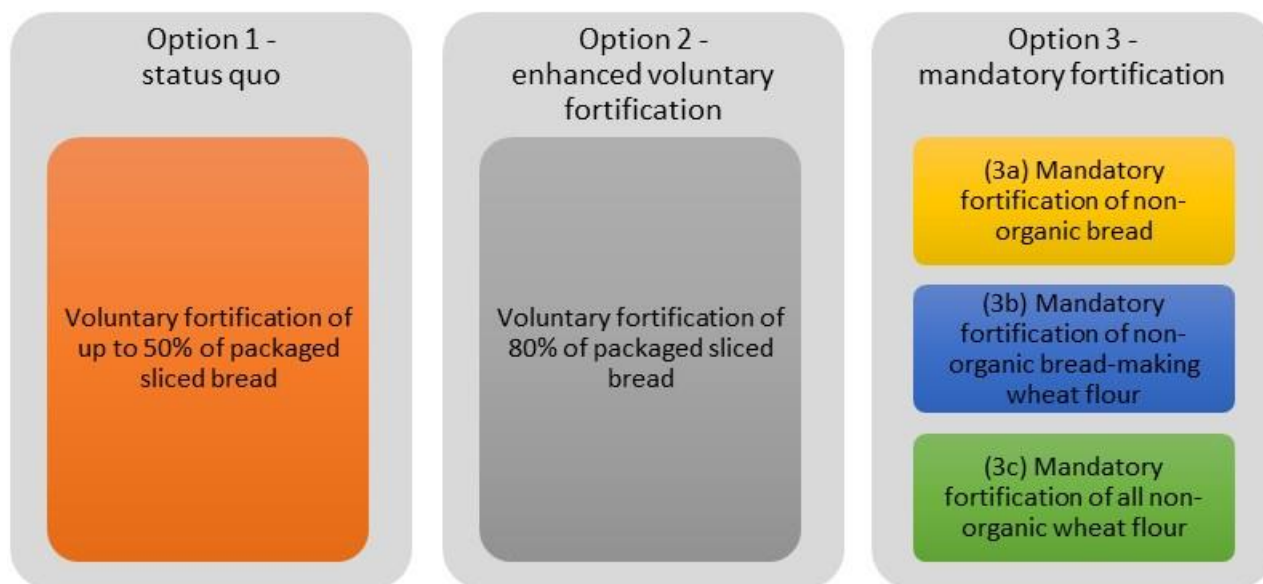 Option 1 -
status quo
Voluntary fortification of
up to 50% of packaged
sliced bread
Option 2 -
enhanced voluntary
fortification
Voluntary fortification of
80% of packaged sliced
bread
Option 3 -
mandatory fortification
(3a) Mandatory
fortification of non-
organic bread
(3b) Mandatory
fortification of non-
organic bread-making
wheat flour
(3c) Mandatory
fortification of all non-
organic wheat flour